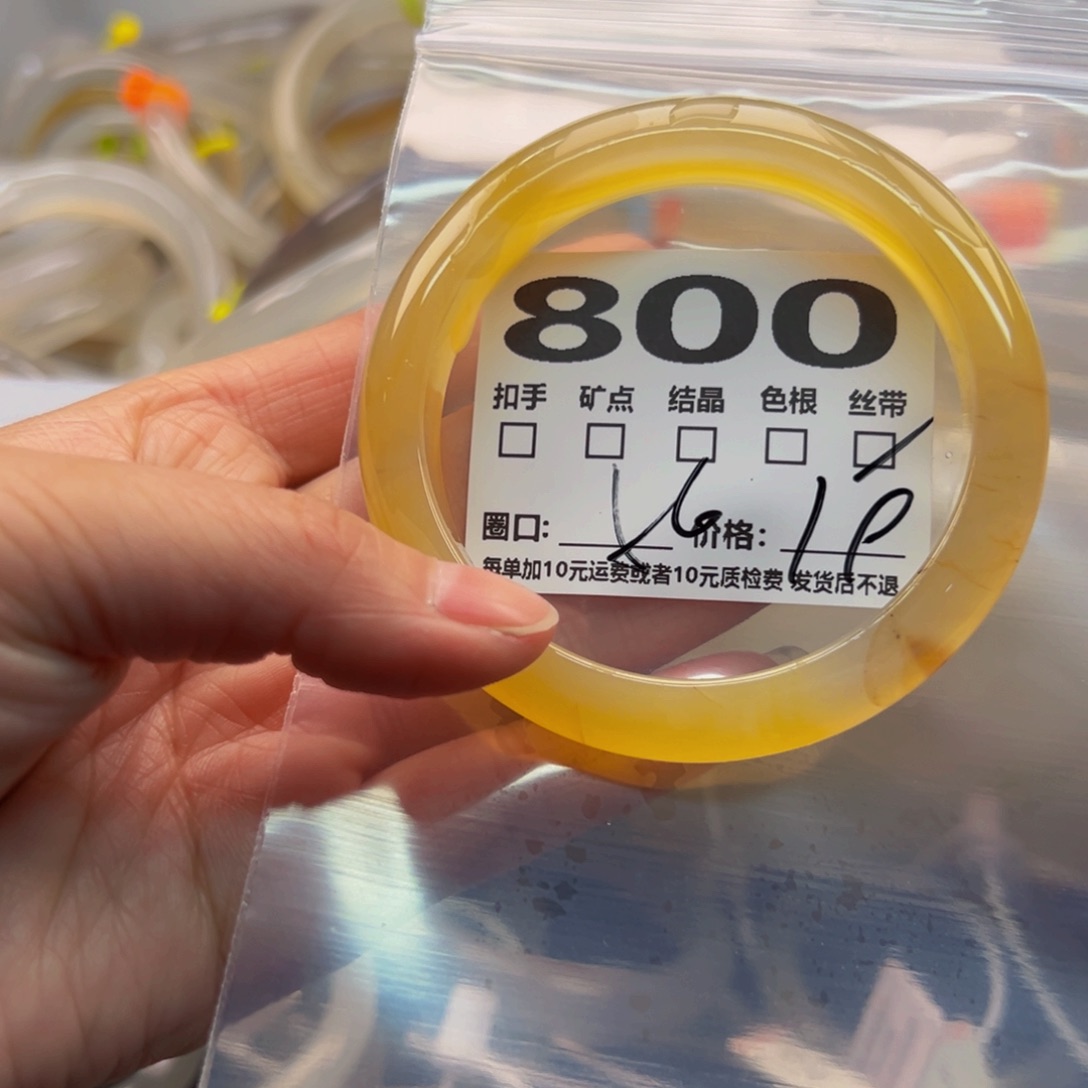 800
扣手 矿点 结晶 色根 丝带
圈口: 价格:
每单加10元运费或者10元质检费 发货后不退